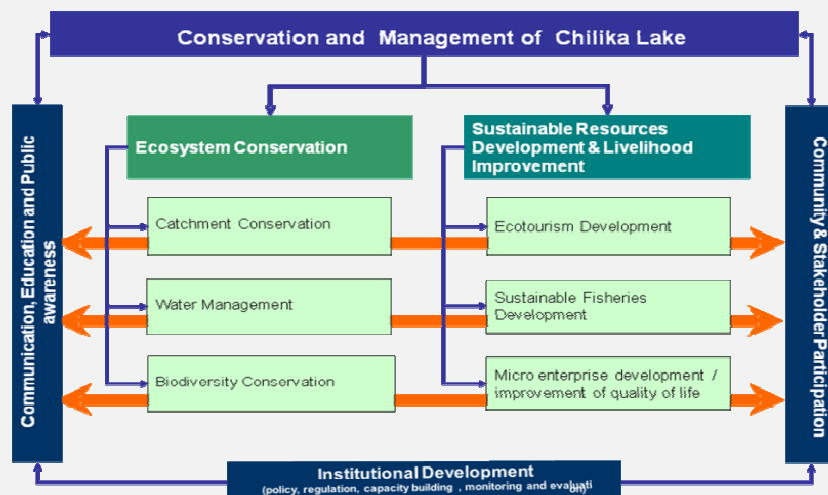 Conservation and Management of Chilika Lake
Communication, Education and Public
awareness
Ecosystem Conservation
Catchment Conservation
Water Management
Biodiversity Conservation
Sustainable Resources
Development & Livelihood
Improvement
Ecotourism Development
Sustainable Fisheries
Development
Micro enterprise development /
improvement of quality of life
Community & Stakeholder
Participation
Institutional Development
(policy, regulation, capacity building , monitoring and evaluation)